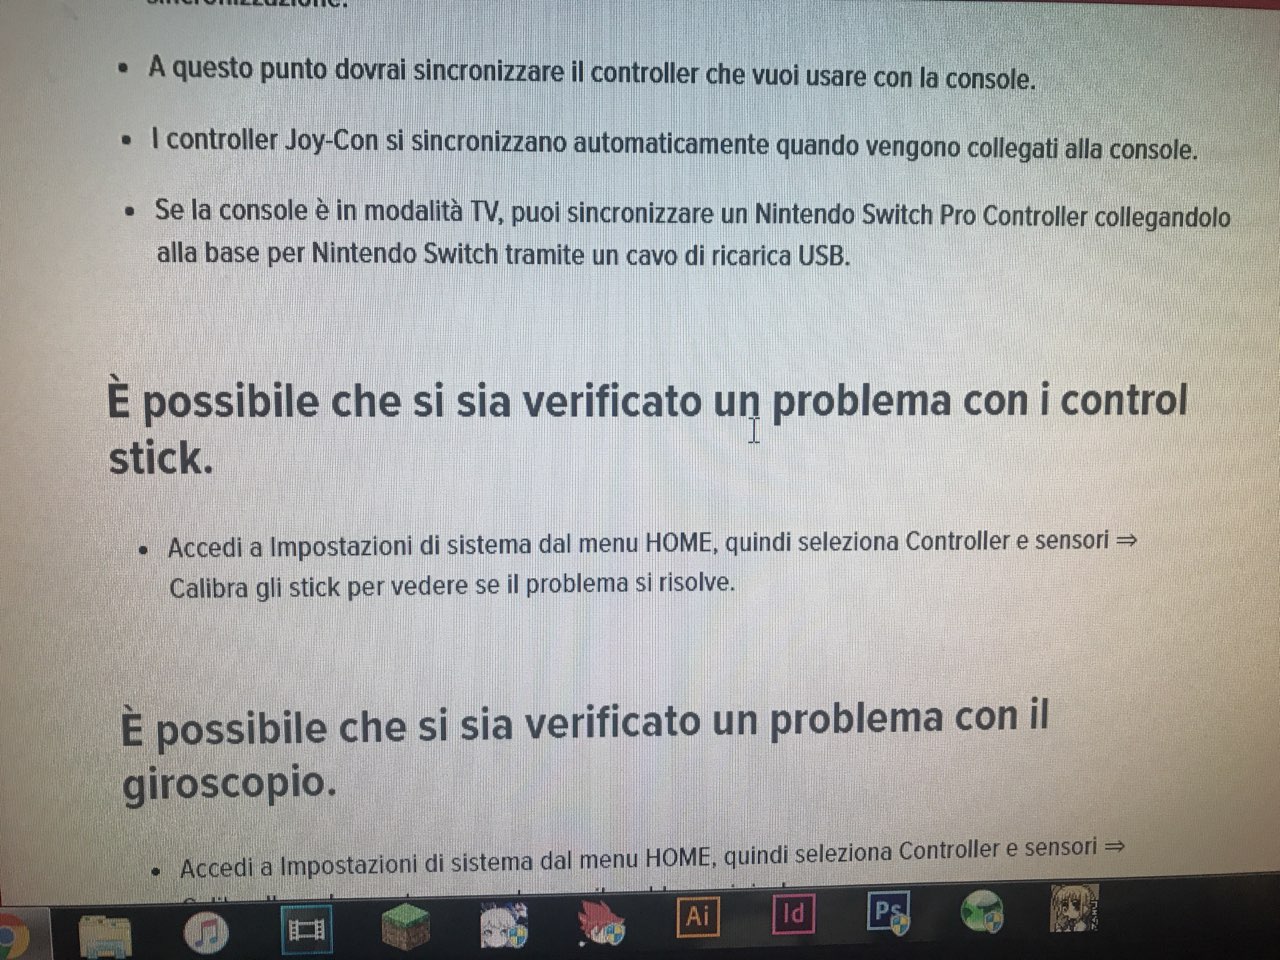 sincronizzazione.
• A questo punto dovrai sincronizzare il controller che vuoi usare con la console.
• I controller Joy-Con si sincronizzano automaticamente quando vengono collegati alla console.
• Se la console è in modalità TV, puoi sincronizzare un Nintendo Switch Pro Controller collegandolo
alla base per Nintendo Switch tramite un cavo di ricarica USB.
È possibile che si sia verificato un problema con i control
stick.
• Accedi a Impostazioni di sistema dal menu HOME, quindi seleziona Controller e sensori ⇒
Calibra gli stick per vedere se il problema si risolve.
È possibile che si sia verificato un problema con il
giroscopio.
• Accedi a Impostazioni di sistema dal menu HOME, quindi seleziona Controller e sensori ⇒
Ai Id Ps